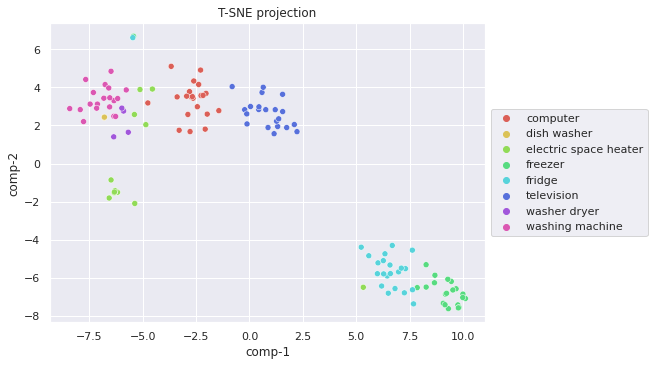 T-SNE projection
6
4
2
0
−2
−4
−6
−8
comp-2
−7.5
−5.0
−2.5
0.0
2.5
5.0
7.5
10.0
comp-1
computer
dish washer
electric space heater
freezer
fridge
television
washer dryer
washing machine